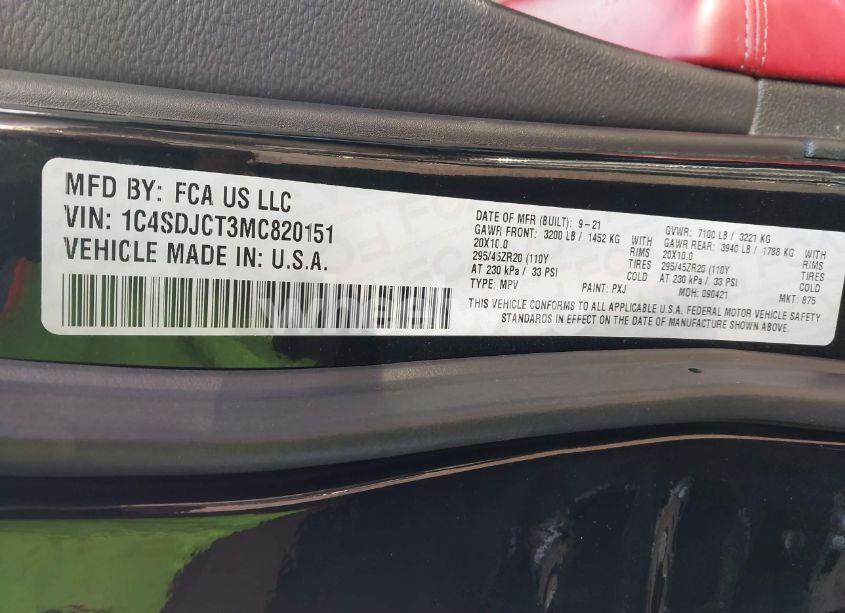 MFD BY: FCA US LLC
VIN: 1C4SDJCT3MC820151
VEHICLE MADE IN: U.S.A.
DATE OF MFR (BUILT): 9-21 GVWR: 7100 LB / 3221 KG
GAWR FRONT: 3200 LB / 1452 KG WITH GAWR REAR: 3940 LB / 1788 KG WITH
20X10.0 RIMS 20X10.0 RIMS
295/45ZR20 (110Y TIRES 295/45ZR20 (110Y TIRES
AT 230 kPa / 33 PSI COLD AT 230 kPa / 33 PSI COLD
TYPE: MPV PAINT: PXJ MDH: 090421 MKT: 875
THIS VEHICLE CONFORMS TO ALL APPLICABLE U.S.A. FEDERAL MOTOR VEHICLE SAFETY
STANDARDS IN EFFECT ON THE DATE OF MANUFACTURE SHOWN ABOVE.